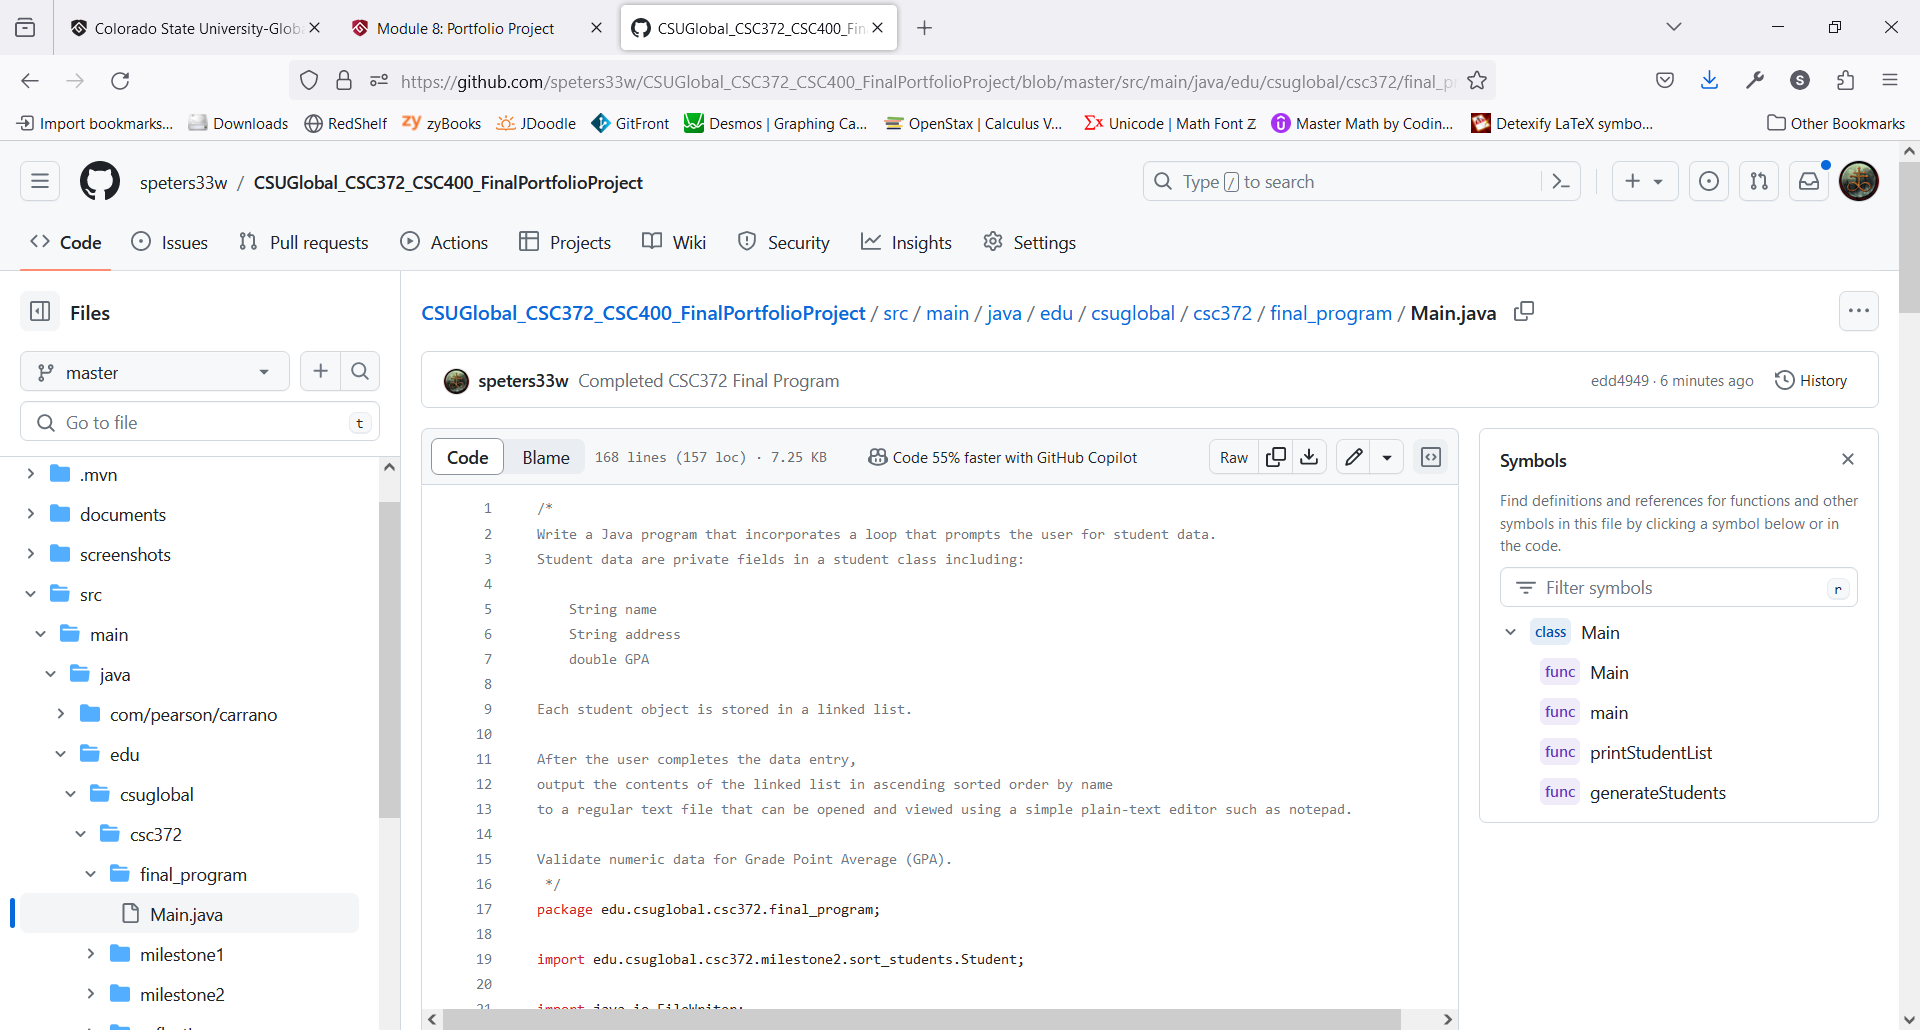 Colorado State University-Globa
Module 8: Portfolio Project
CSUGlobal_CSC372_CSC400_Fin
https://github.com/speters33w/CSUGlobal_CSC372_CSC400_FinalPortfolioProject/blob/master/src/main/java/edu/csuglobal/csc372/final_p
S
Import bookmarks...
Downloads
RedShelf
zy zyBooks
JDoodle
GitFront
Desmos | Graphing Ca...
OpenStax | Calculus V...
Σx Unicode | Math Font Z
Master Math by Codin...
Detexify LaTeX symbo...
Other Bookmarks
speters33w / CSUGlobal_CSC372_CSC400_FinalPortfolioProject
Type / to search
Code
Issues
Pull requests
Actions
Projects
Wiki
Security
Insights
Settings
Files
master
Go to file
t
.mvn
documents
screenshots
src
main
java
com/pearson/carrano
edu
csuglobal
csc372
final_program
Main.java
milestone1
milestone2
CSUGlobal_CSC372_CSC400_FinalPortfolioProject / src / main / java / edu / csuglobal / csc372 / final_program / Main.java
speters33w Completed CSC372 Final Program
edd4949 · 6 minutes ago
History
Code
Blame
168 lines (157 loc) · 7.25 KB
Code 55% faster with GitHub Copilot
Raw
1 /*
2 Write a Java program that incorporates a loop that prompts the user for student data.
3 Student data are private fields in a student class including:
4
5 String name
6 String address
7 double GPA
8
9 Each student object is stored in a linked list.
10
11 After the user completes the data entry,
12 output the contents of the linked list in ascending sorted order by name
13 to a regular text file that can be opened and viewed using a simple plain-text editor such as notepad.
14
15 Validate numeric data for Grade Point Average (GPA).
16 */
17 package edu.csuglobal.csc372.final_program;
18
19 import edu.csuglobal.csc372.milestone2.sort_students.Student;
20
21 import java.io.FileWriter;
Symbols
Find definitions and references for functions and other
symbols in this file by clicking a symbol below or in
the code.
Filter symbols
r
class Main
func Main
func main
func printStudentList
func generateStudents